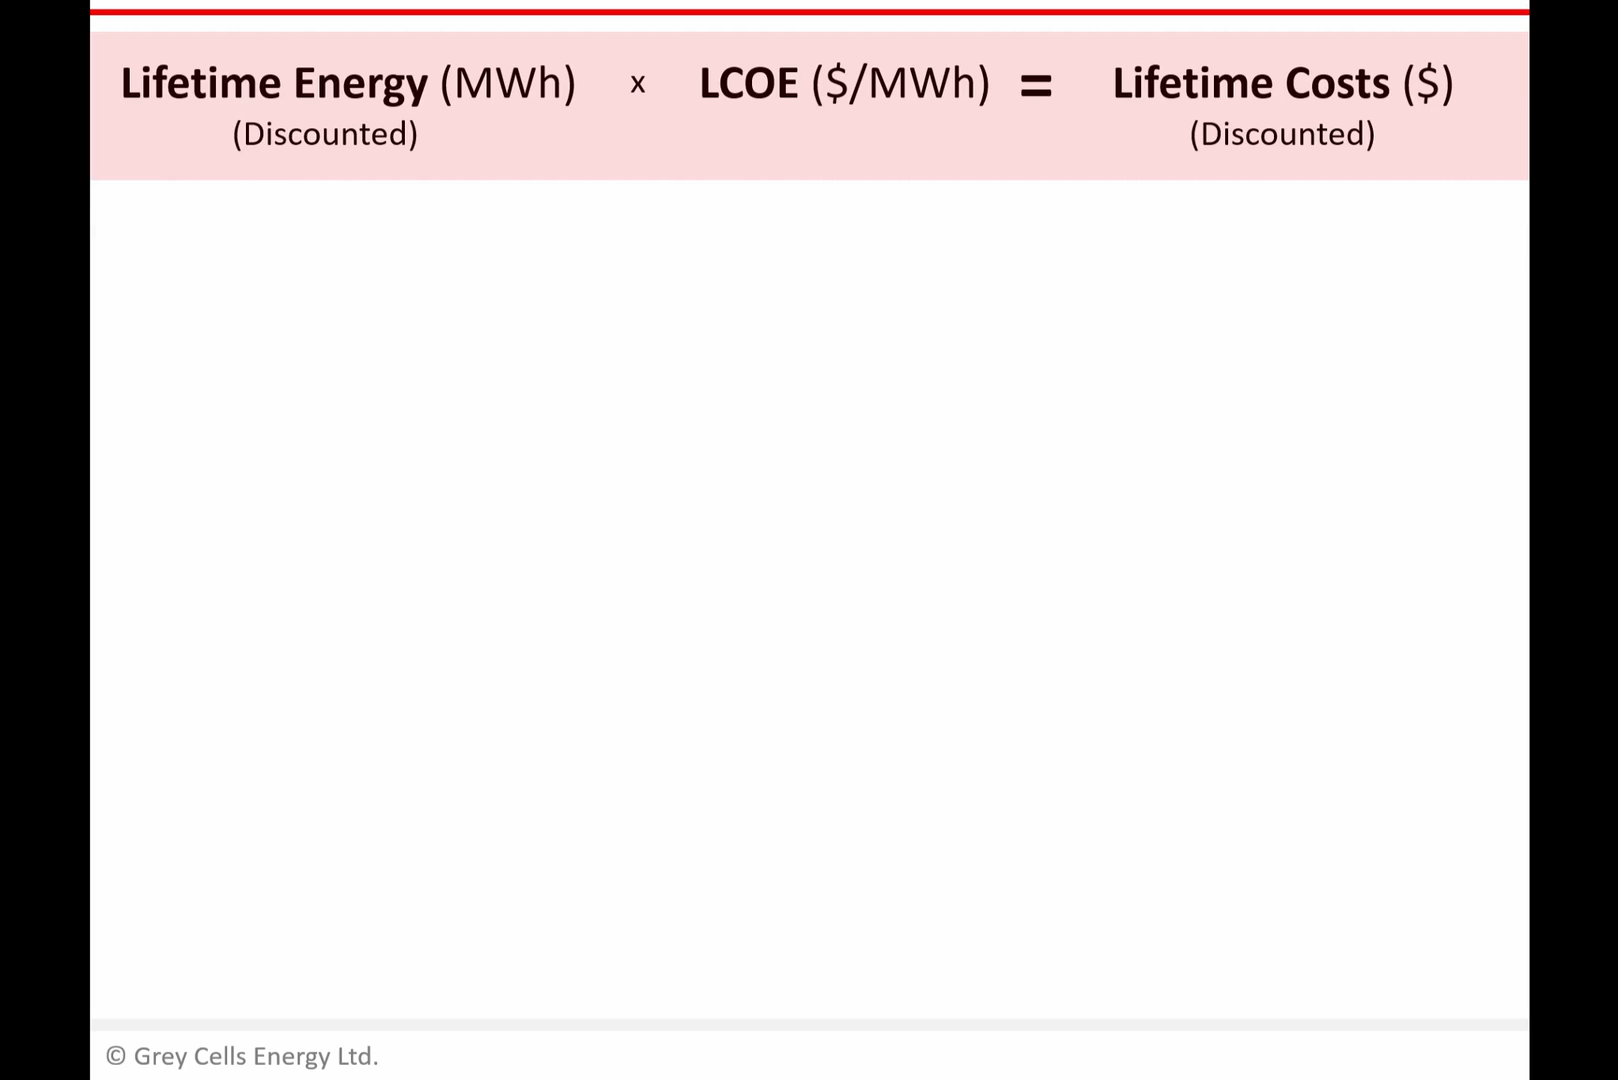 Lifetime Energy (MWh) x LCOE ($/MWh) = Lifetime Costs ($)
(Discounted) (Discounted)
© Grey Cells Energy Ltd.